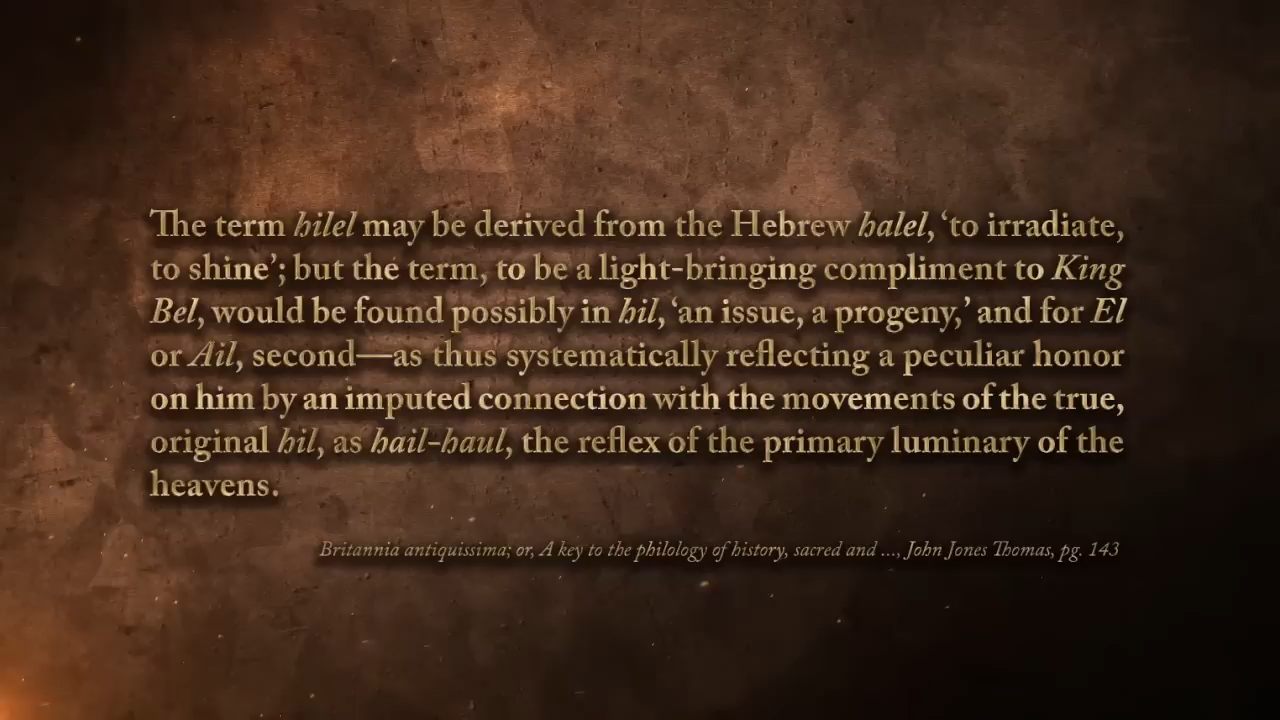 The term hilel may be derived from the Hebrew halel, ‘to irradiate,
to shine’; but the term, to be a light-bringing compliment to King
Bel, would be found possibly in hil, ‘an issue, a progeny,’ and for El
or Ail, second—as thus systematically reflecting a peculiar honor
on him by an imputed connection with the movements of the true,
original hil, as hail-haul, the reflex of the primary luminary of the
heavens.
Britannia antiquissima; or, A key to the philology of history, sacred and ..., John Jones Thomas, pg. 143